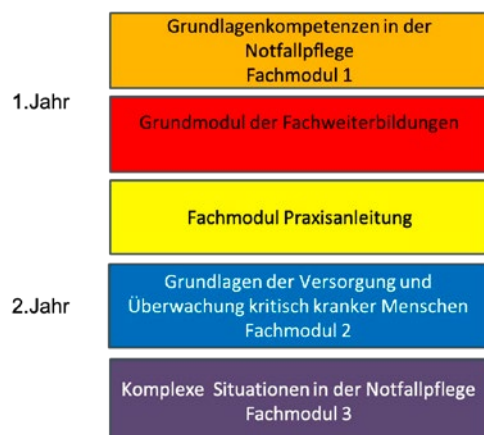 Grundlagenkompetenzen in der
Notfallpflege
Fachmodul 1
1.Jahr
Grundmodul der Fachweiterbildungen
Fachmodul Praxisanleitung
2.Jahr
Grundlagen der Versorgung und
Überwachung kritisch kranker Menschen
Fachmodul 2
Komplexe Situationen in der Notfallpflege
Fachmodul 3